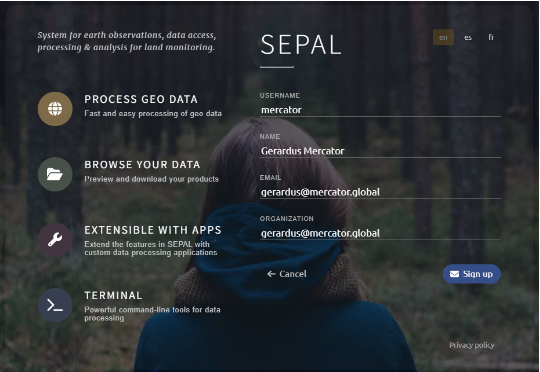 System for earth observations, data access,
processing & analysis for land monitoring.
SEPAL
en es fr
PROCESS GEO DATA
Fast and easy processing of geo data
BROWSE YOUR DATA
Preview and download your products
EXTENSIBLE WITH APPS
Extend the features in SEPAL with
custom data processing applications
TERMINAL
Powerful command-line tools for data
processing
USERNAME
mercator
NAME
Gerardus Mercator
EMAIL
gerardus@mercator.global
ORGANIZATION
gerardus@mercator.global
Cancel
Sign up
Privacy policy